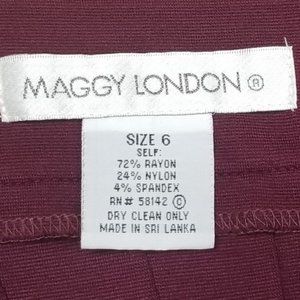 MAGGY LONDON ®
SIZE 6
SELF:
72% RAYON
24% NYLON
4% SPANDEX
RN# 58142 ©
DRY CLEAN ONLY
MADE IN SRI LANKA